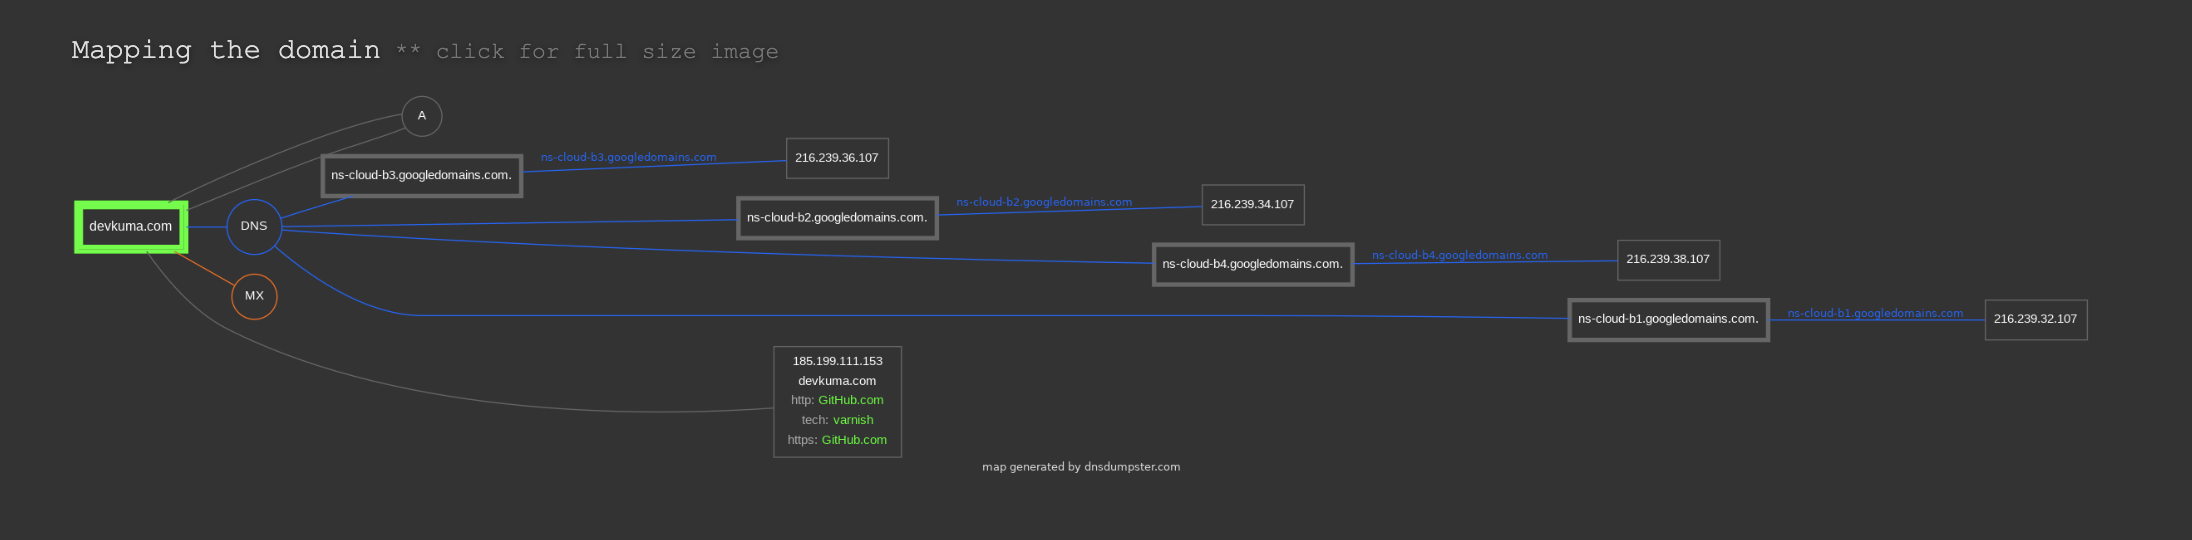 Mapping the domain ** click for full size image
A
ns-cloud-b3.googledomains.com
216.239.36.107
ns-cloud-b3.googledomains.com.
ns-cloud-b2.googledomains.com
216.239.34.107
ns-cloud-b2.googledomains.com.
devkuma.com
DNS
ns-cloud-b4.googledomains.com
216.239.38.107
ns-cloud-b4.googledomains.com.
MX
ns-cloud-b1.googledomains.com
216.239.32.107
ns-cloud-b1.googledomains.com.
185.199.111.153
devkuma.com
http: GitHub.com
tech: varnish
https: GitHub.com
map generated by dnsdumpster.com